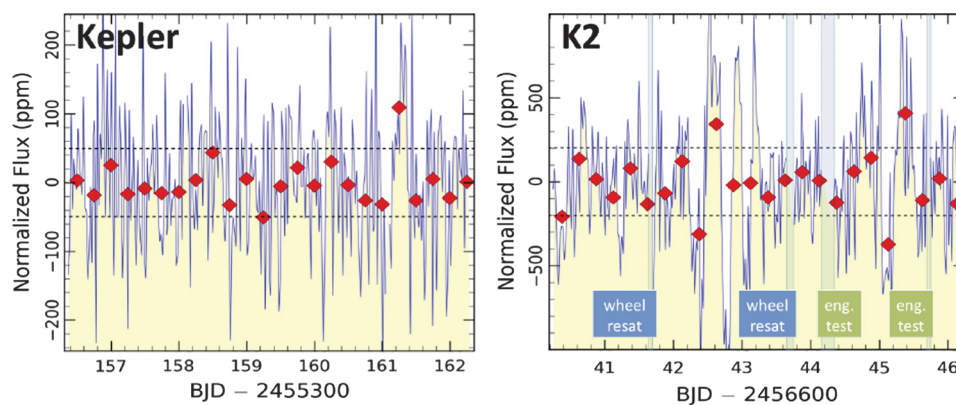 Kepler
Normalized Flux (ppm)
200
100
0
−100
−200
157
158
159
160
161
162
BJD − 2455300
K2
Normalized Flux (ppm)
500
0
−500
wheel
resat
wheel
resat
eng.
test
eng.
test
41
42
43
44
45
46
BJD − 2456600